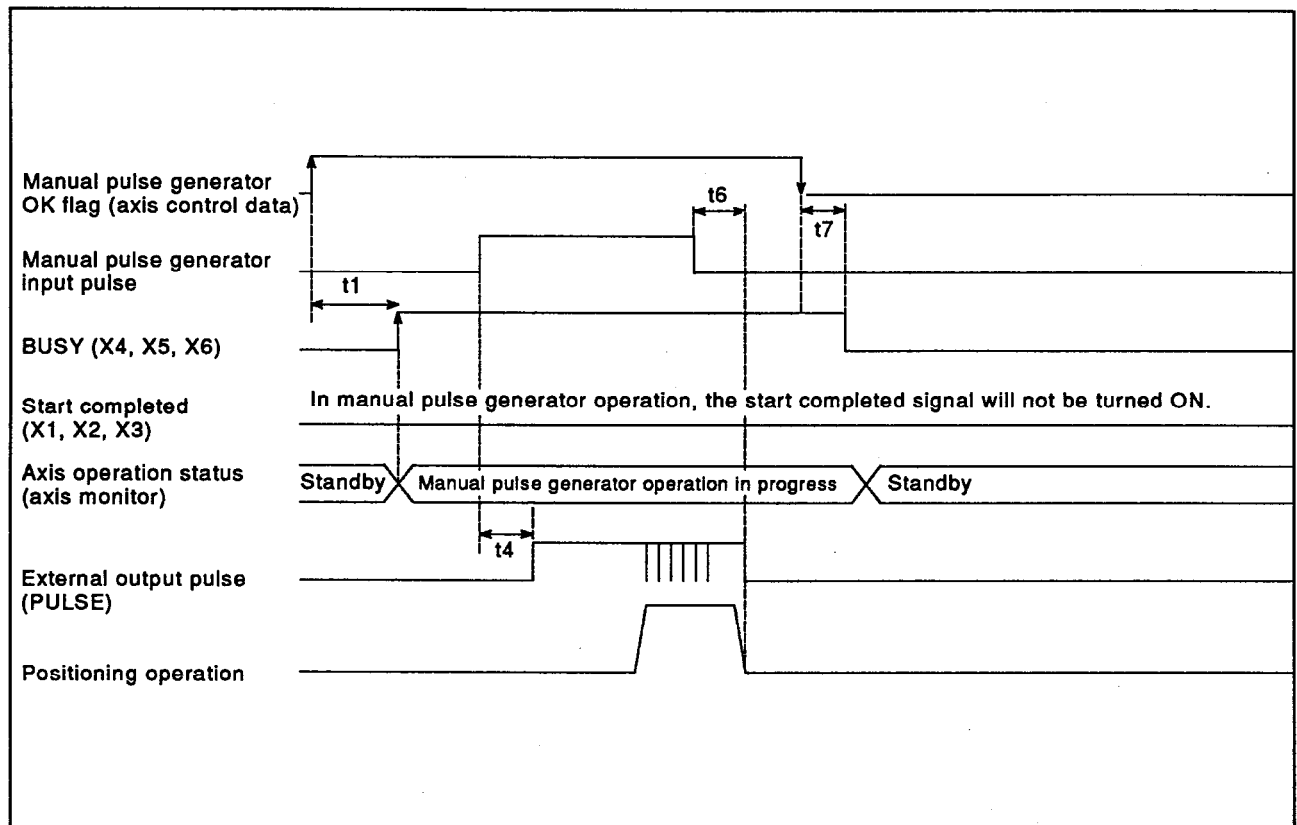 Manual pulse generator
OK flag (axis control data)
t6
t7
Manual pulse generator
input pulse
t1
BUSY (X4, X5, X6)
Start completed
(X1, X2, X3)
In manual pulse generator operation, the start completed signal will not be turned ON.
Axis operation status
(axis monitor)
Standby
Manual pulse generator operation in progress
Standby
t4
External output pulse
(PULSE)
Positioning operation